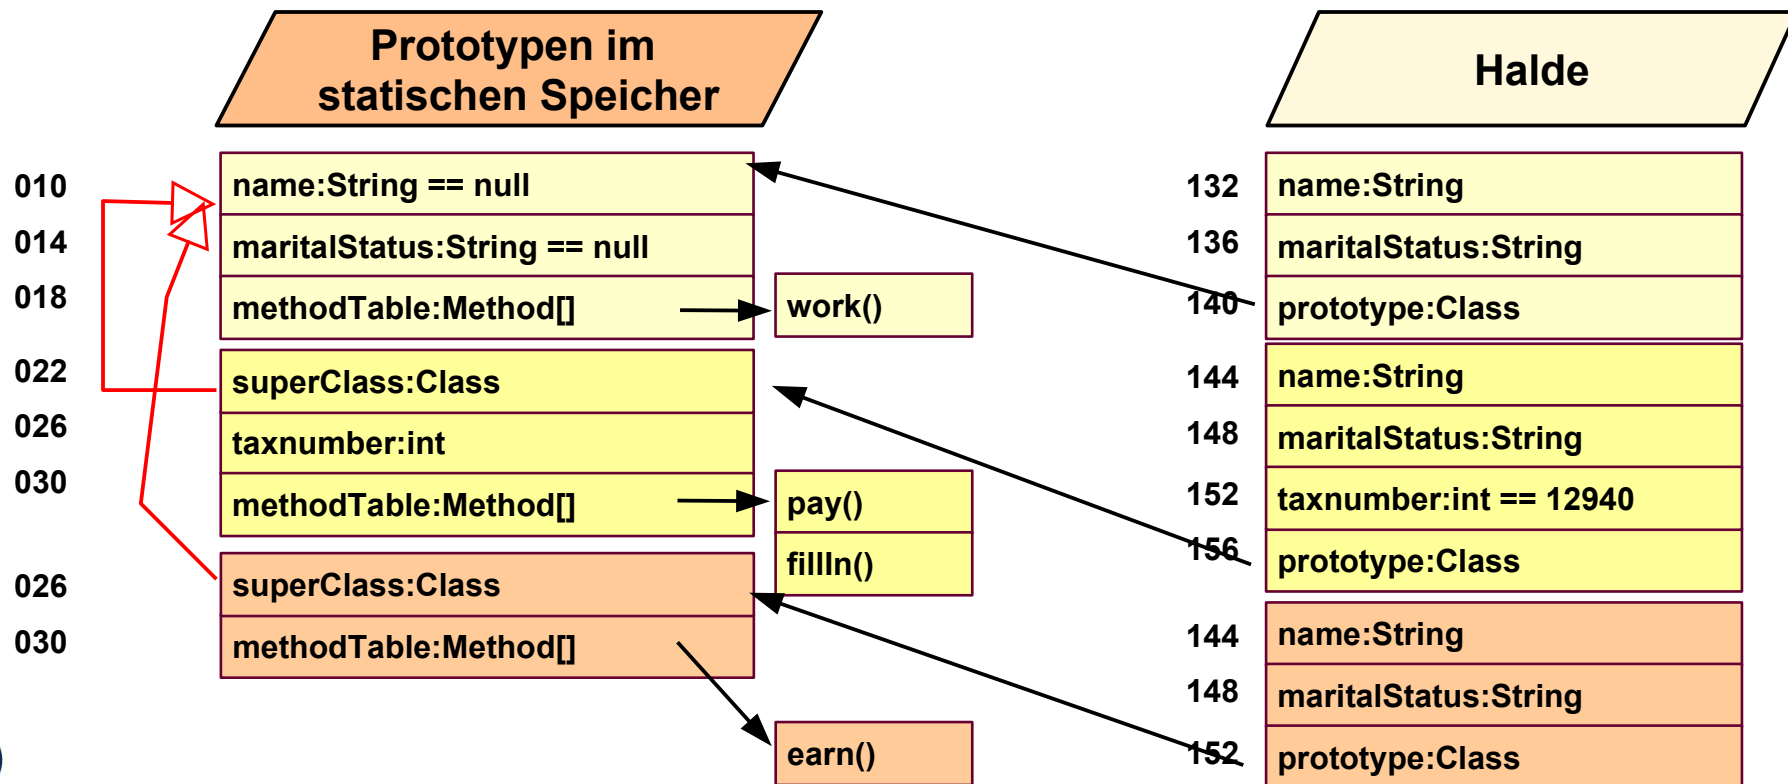 Prototypen im
statischen Speicher
Halde
010
name:String == null
014
maritalStatus:String == null
018
methodTable:Method[]
work()
022
superClass:Class
026
taxnumber:int
030
methodTable:Method[]
pay()
fillIn()
026
superClass:Class
030
methodTable:Method[]
earn()
132
name:String
136
maritalStatus:String
140
prototype:Class
144
name:String
148
maritalStatus:String
152
taxnumber:int == 12940
156
prototype:Class
144
name:String
148
maritalStatus:String
152
prototype:Class